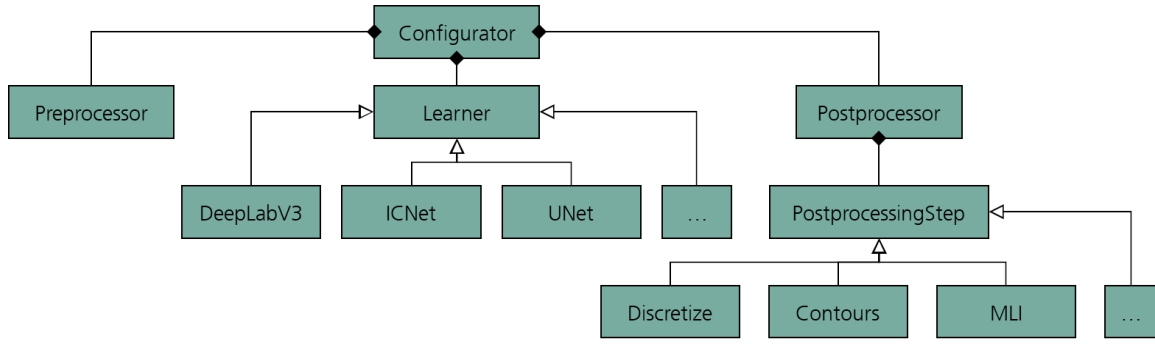 Configurator
Preprocessor
Learner
Postprocessor
DeepLabV3
ICNet
UNet
...
PostprocessingStep
Discretize
Contours
MLI
...